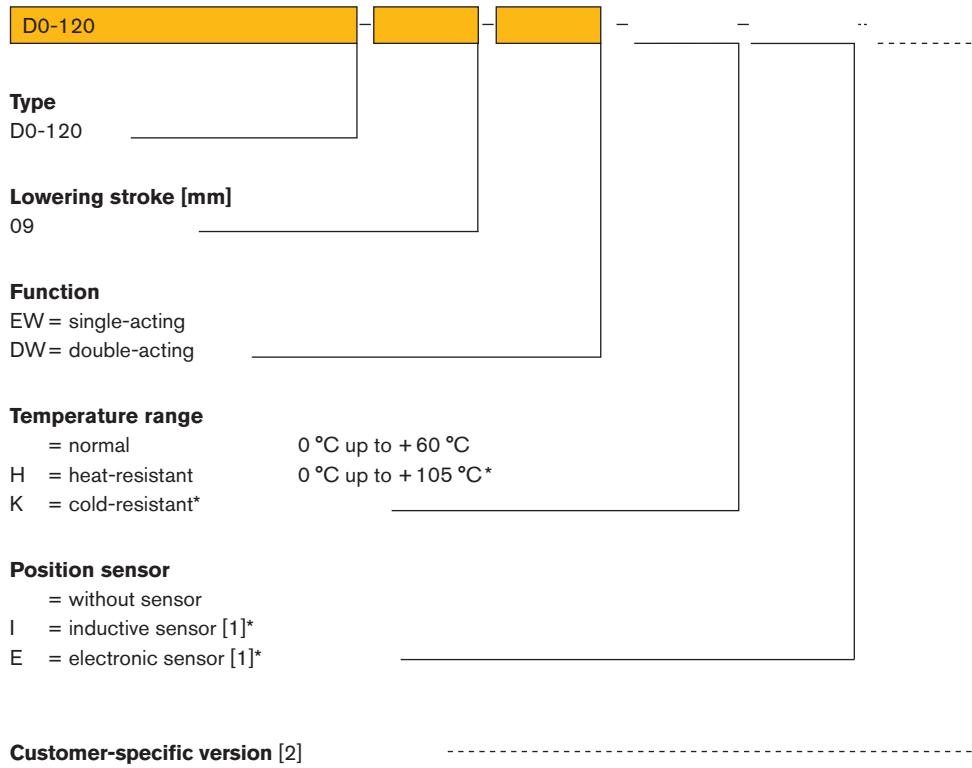 D0-120
Type
D0-120
Lowering stroke [mm]
09
Function
EW = single-acting
DW = double-acting
Temperature range
= normal 0 °C up to +60 °C
H = heat-resistant 0 °C up to +105 °C*
K = cold-resistant*
Position sensor
= without sensor
I = inductive sensor [1]*
E = electronic sensor [1]*
Customer-specific version [2]